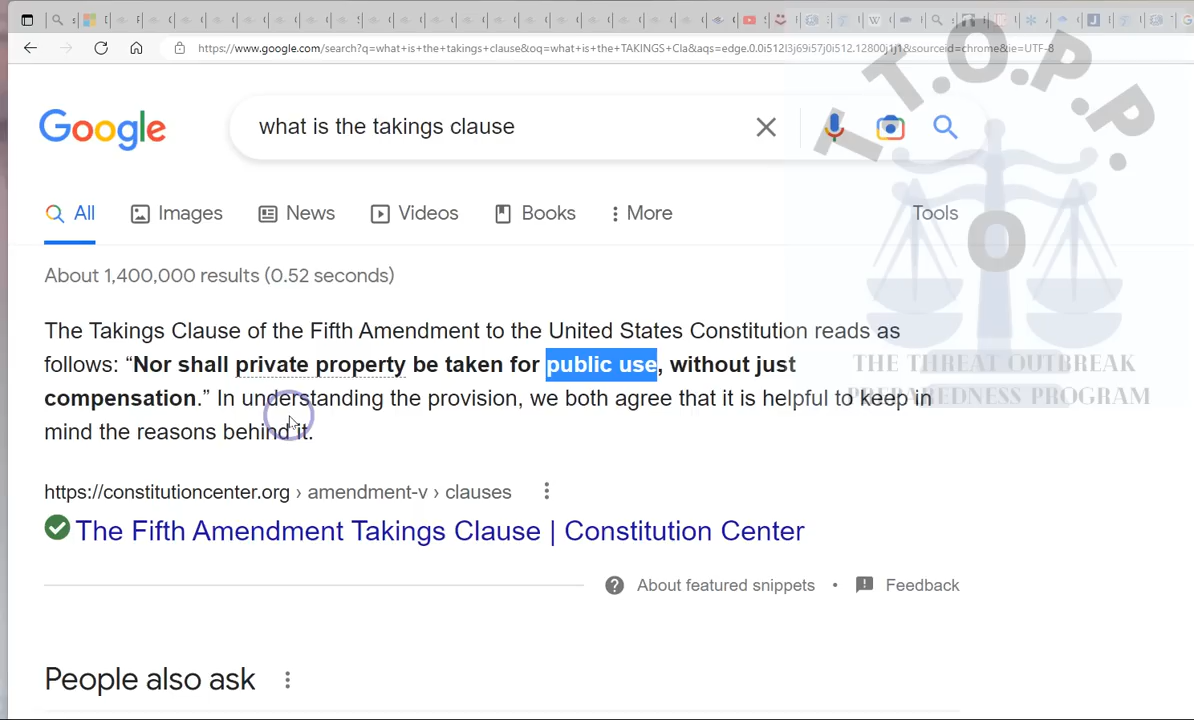 https://www.google.com/search?q=what+is+the+takings+clause&oq=what+is+the+TAKINGS+Cla&aqs=edge.0.0i512l3j69i57j0i512.12800j1j1&sourceid=chrome&ie=UTF-8
T.O.P.P.
Google
what is the takings clause
All
Images
News
Videos
Books
More
Tools
O
About 1,400,000 results (0.52 seconds)
The Takings Clause of the Fifth Amendment to the United States Constitution reads as
follows: “Nor shall private property be taken for public use, without just
THE THREAT OUTBREAK
compensation.” In understanding the provision, we both agree that it is helpful to keep in
PREPAREDNESS PROGRAM
mind the reasons behind it.
https://constitutioncenter.org › amendment-v › clauses
The Fifth Amendment Takings Clause | Constitution Center
About featured snippets • Feedback
People also ask